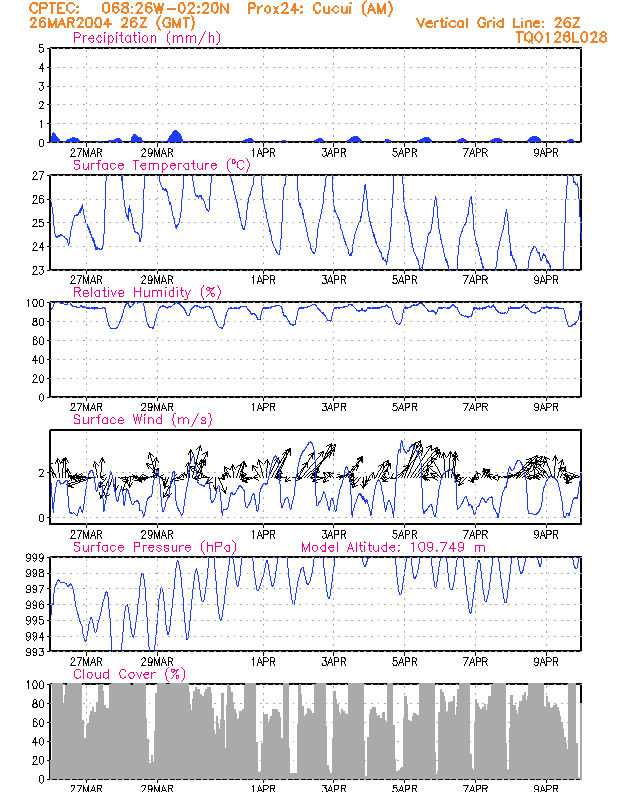 CPTEC: 068:26W-02:20N Prox24: Cucui (AM)
26MAR2004 26Z (GMT) Vertical Grid Line: 26Z
Precipitation (mm/h) TQ0126L028
5
4
3
2
1
0
27MAR 29MAR 1APR 3APR 5APR 7APR 9APR
Surface Temperature (ºC)
27
26
25
24
23
27MAR 29MAR 1APR 3APR 5APR 7APR 9APR
Relative Humidity (%)
100
80
60
40
20
0
27MAR 29MAR 1APR 3APR 5APR 7APR 9APR
Surface Wind (m/s)
2
0
27MAR 29MAR 1APR 3APR 5APR 7APR 9APR
Surface Pressure (hPa) Model Altitude: 109.749 m
999
998
997
996
995
994
993
27MAR 29MAR 1APR 3APR 5APR 7APR 9APR
Cloud Cover (%)
100
80
60
40
20
0
27MAR 29MAR 1APR 3APR 5APR 7APR 9APR